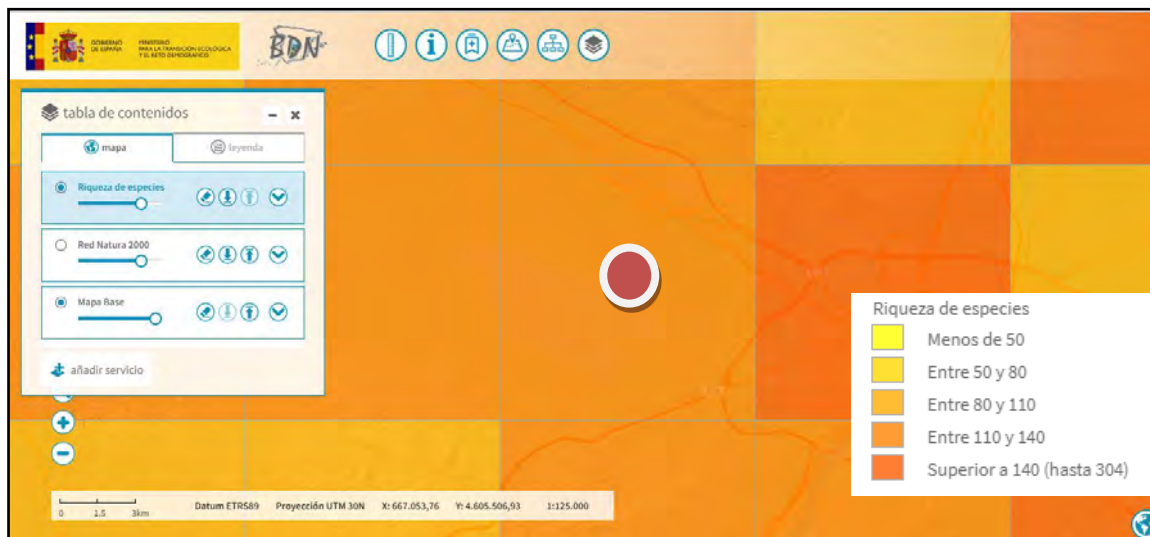 GOBIERNO DE ESPAÑA
MINISTERIO PARA LA TRANSICIÓN ECOLÓGICA Y EL RETO DEMOGRÁFICO
BDN
tabla de contenidos
mapa
leyenda
Riqueza de especies
Red Natura 2000
Mapa Base
añadir servicio
Riqueza de especies
Menos de 50
Entre 50 y 80
Entre 80 y 110
Entre 110 y 140
Superior a 140 (hasta 304)
0 2.5 3km
Datum ETRS89 Proyección UTM 30N X: 667.053,76 Y: 4.605.506,93 1:125.000